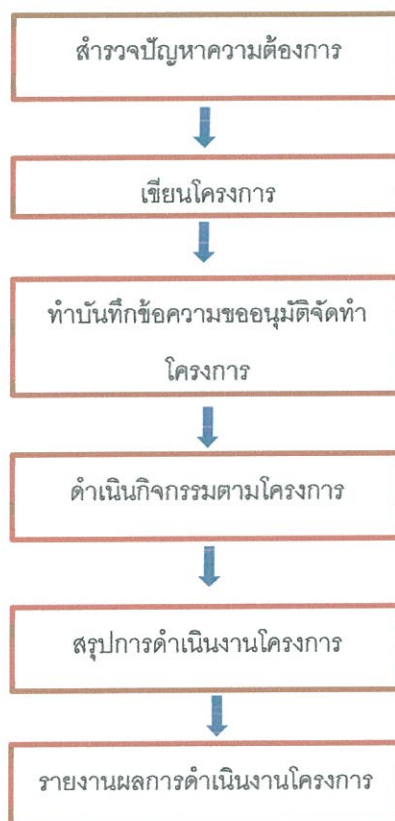 สำรวจปัญหาความต้องการ
เขียนโครงการ
ทำบันทึกข้อความขออนุมัติจัดทำ
โครงการ
ดำเนินกิจกรรมตามโครงการ
สรุปการดำเนินงานโครงการ
รายงานผลการดำเนินงานโครงการ